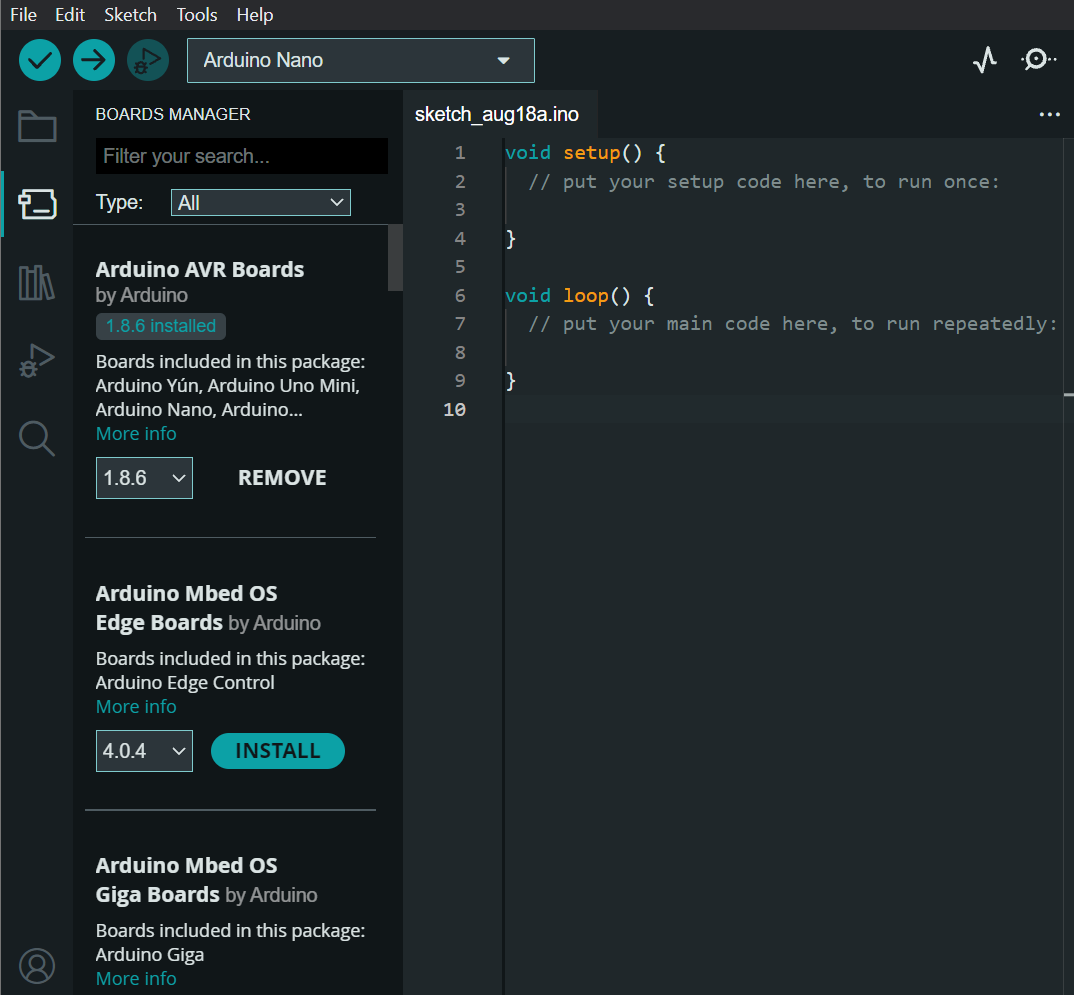 File Edit Sketch Tools Help
Arduino Nano
BOARDS MANAGER
Filter your search...
Type: All
Arduino AVR Boards
by Arduino
1.8.6 installed
Boards included in this package:
Arduino Yún, Arduino Uno Mini,
Arduino Nano, Arduino...
More info
1.8.6 REMOVE
Arduino Mbed OS
Edge Boards by Arduino
Boards included in this package:
Arduino Edge Control
More info
4.0.4 INSTALL
Arduino Mbed OS
Giga Boards by Arduino
Boards included in this package:
Arduino Giga
More info
sketch_aug18a.ino
1 void setup() {
2 // put your setup code here, to run once:
3
4 }
5
6 void loop() {
7 // put your main code here, to run repeatedly:
8
9 }
10